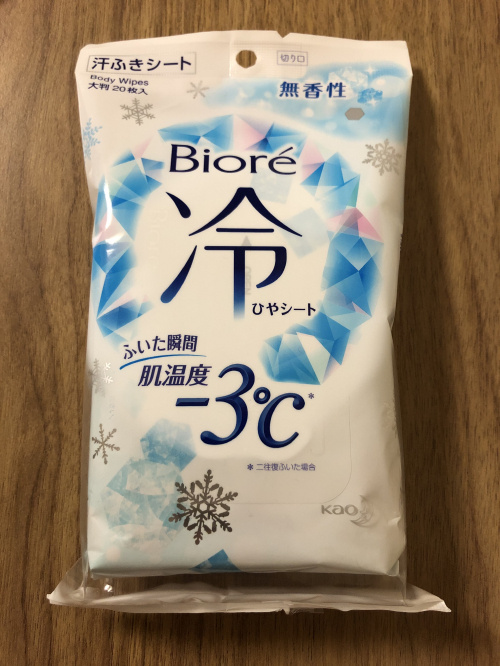 汗ふきシート
Body Wipes
大判20枚入
切り口
無香性
Bioré
冷
ひやシート
ふいた瞬間
肌温度
-3℃*
* 二往復ふいた場合
Kao